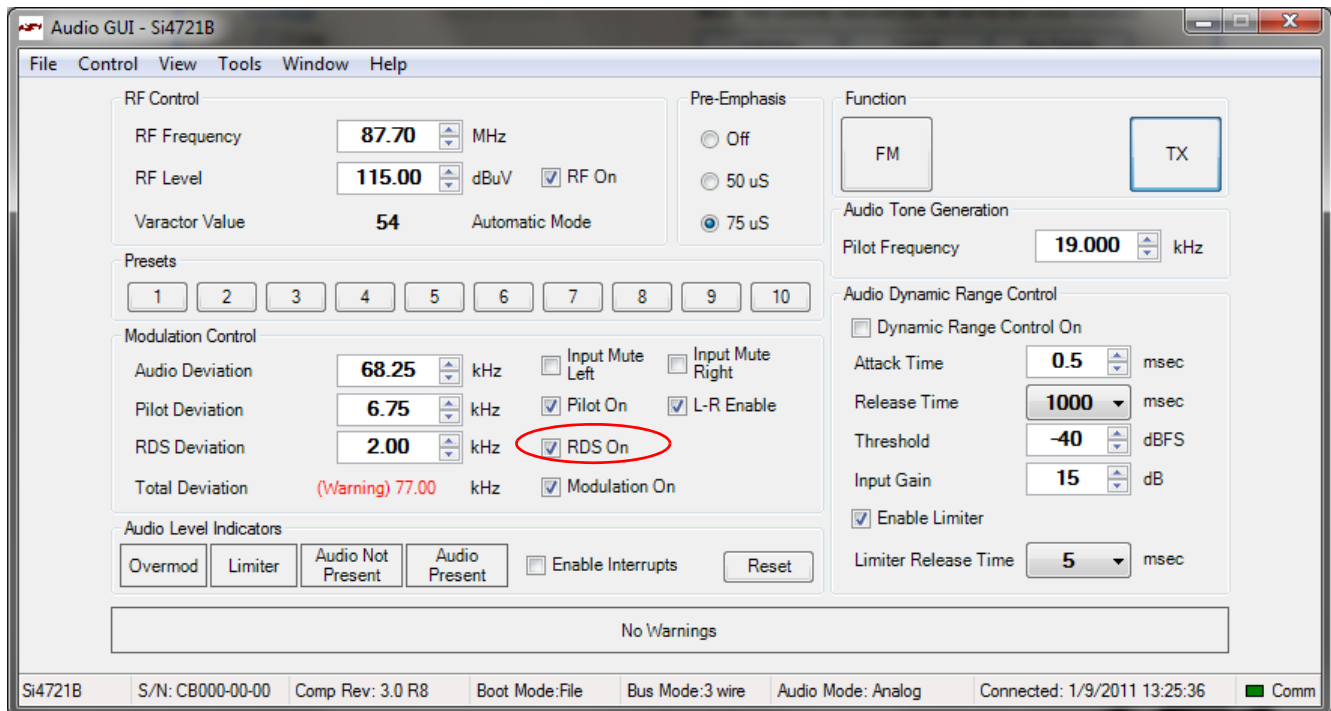 Audio GUI - Si4721B
File Control View Tools Window Help
RF Control
RF Frequency 87.70 MHz
RF Level 115.00 dBuV RF On
Varactor Value 54 Automatic Mode
Pre-Emphasis
Off
50 uS
75 uS
Function
FM TX
Audio Tone Generation
Pilot Frequency 19.000 kHz
Presets
1 2 3 4 5 6 7 8 9 10
Modulation Control
Audio Deviation 68.25 kHz Input Mute Left Input Mute Right
Pilot Deviation 6.75 kHz Pilot On L-R Enable
RDS Deviation 2.00 kHz RDS On
Total Deviation (Warning) 77.00 kHz Modulation On
Audio Dynamic Range Control
Dynamic Range Control On
Attack Time 0.5 msec
Release Time 1000 msec
Threshold -40 dBFS
Input Gain 15 dB
Enable Limiter
Limiter Release Time 5 msec
Audio Level Indicators
Overmod Limiter Audio Not Present Audio Present Enable Interrupts Reset
No Warnings
Si4721B S/N: CB000-00-00 Comp Rev: 3.0 R8 Boot Mode:File Bus Mode:3 wire Audio Mode: Analog Connected: 1/9/2011 13:25:36 Comm